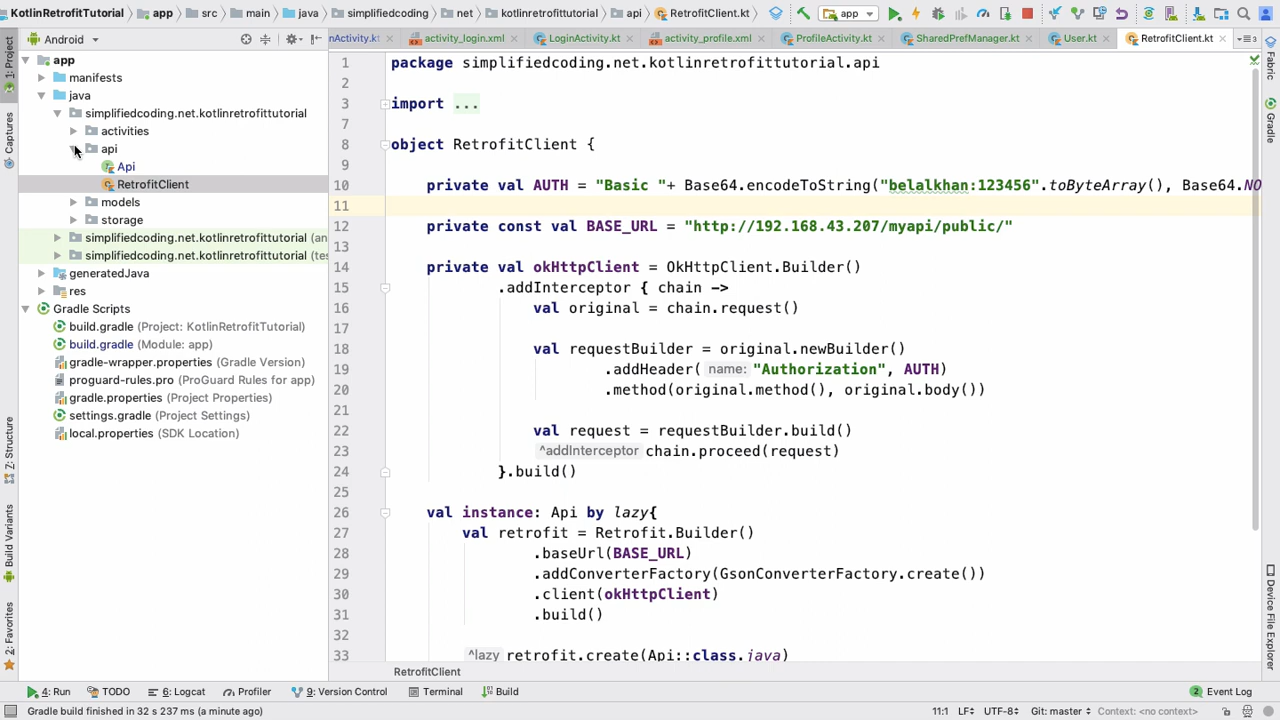 KotlinRetrofitTutorial app src main java simplifiedcoding net kotlinretrofittutorial api RetrofitClient.kt app
Android
nActivity.kt activity_login.xml LoginActivity.kt activity_profile.xml ProfileActivity.kt SharedPrefManager.kt User.kt RetrofitClient.kt
1: Project
Captures
Z: Structure
Build Variants
2: Favorites
app
manifests
java
simplifiedcoding.net.kotlinretrofittutorial
activities
api
Api
RetrofitClient
models
storage
simplifiedcoding.net.kotlinretrofittutorial (an
simplifiedcoding.net.kotlinretrofittutorial (tes
generatedJava
res
Gradle Scripts
build.gradle (Project: KotlinRetrofitTutorial)
build.gradle (Module: app)
gradle-wrapper.properties (Gradle Version)
proguard-rules.pro (ProGuard Rules for app)
gradle.properties (Project Properties)
settings.gradle (Project Settings)
local.properties (SDK Location)
1 package simplifiedcoding.net.kotlinretrofittutorial.api
2
3 import ...
7
8 object RetrofitClient {
9
10 private val AUTH = "Basic "+ Base64.encodeToString("belalkhan:123456".toByteArray(), Base64.NO
11
12 private const val BASE_URL = "http://192.168.43.207/myapi/public/"
13
14 private val okHttpClient = OkHttpClient.Builder()
15 .addInterceptor { chain ->
16 val original = chain.request()
17
18 val requestBuilder = original.newBuilder()
19 .addHeader( name: "Authorization", AUTH)
20 .method(original.method(), original.body())
21
22 val request = requestBuilder.build()
23 ^addInterceptor chain.proceed(request)
24 }.build()
25
26 val instance: Api by lazy{
27 val retrofit = Retrofit.Builder()
28 .baseUrl(BASE_URL)
29 .addConverterFactory(GsonConverterFactory.create())
30 .client(okHttpClient)
31 .build()
32
33 ^lazy retrofit.create(Api::class.java)
RetrofitClient
Fabric
Gradle
Device File Explorer
4: Run TODO 6: Logcat Profiler 9: Version Control Terminal Build 2 Event Log
Gradle build finished in 32 s 237 ms (a minute ago) 11:1 LF UTF-8 Git: master Context: <no context>